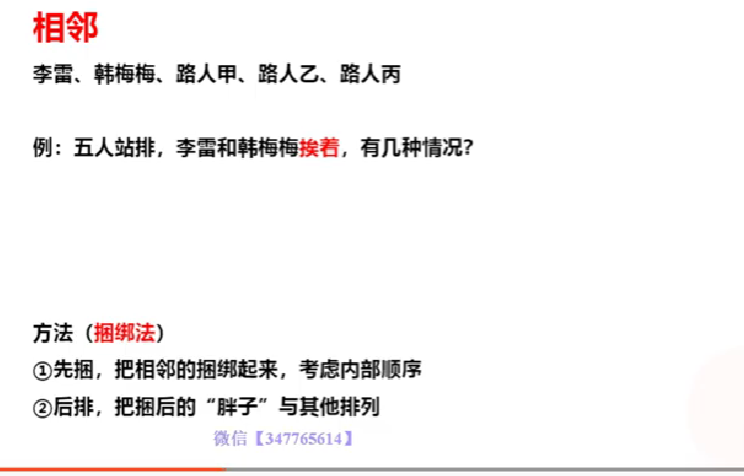 相邻
李雷、韩梅梅、路人甲、路人乙、路人丙
例：五人站排，李雷和韩梅梅挨着，有几种情况？
方法（捆绑法）
①先捆，把相邻的捆绑起来，考虑内部顺序
②后排，把捆后的“胖子”与其他排列
微信【347765614】